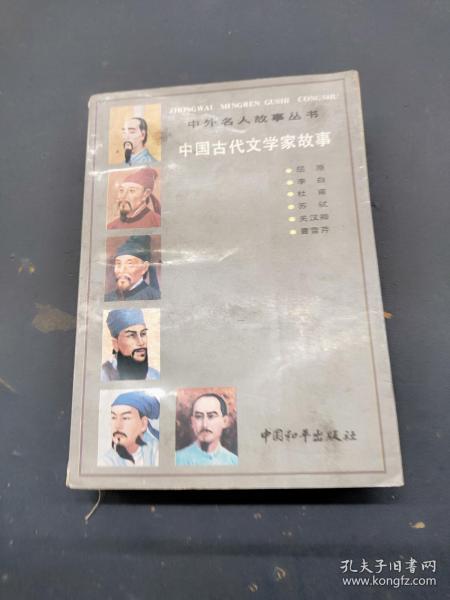 ZHONGWAI MINGREN GUSHI CONGSHU
中外名人故事丛书
中国古代文学家故事
屈原
李白
杜甫
苏轼
关汉卿
曹雪芹
中国和平出版社
孔夫子旧书网
www.kongfz.com